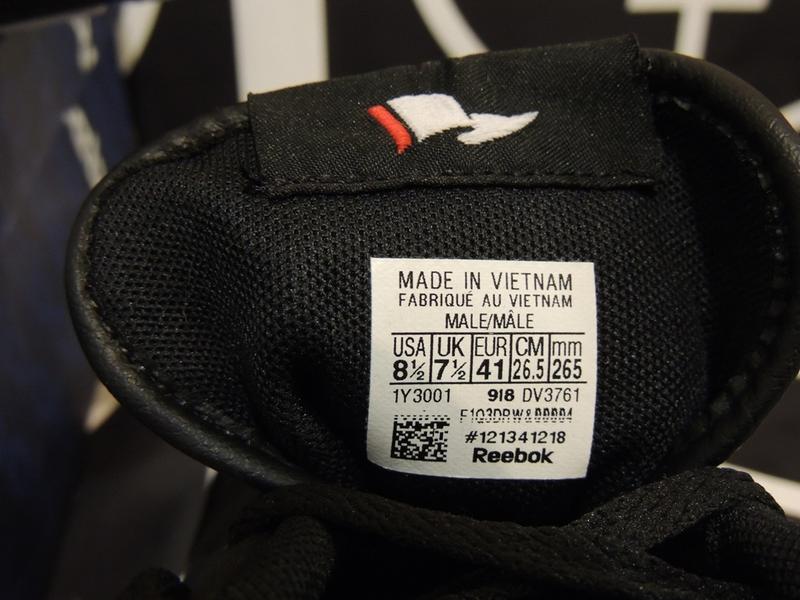 MADE IN VIETNAM
FABRIQUÉ AU VIETNAM
MALE/MÂLE
USA UK EUR CM mm
8½ 7½ 41 26.5 265
1Y3001 918 DV3761
#121341218
Reebok